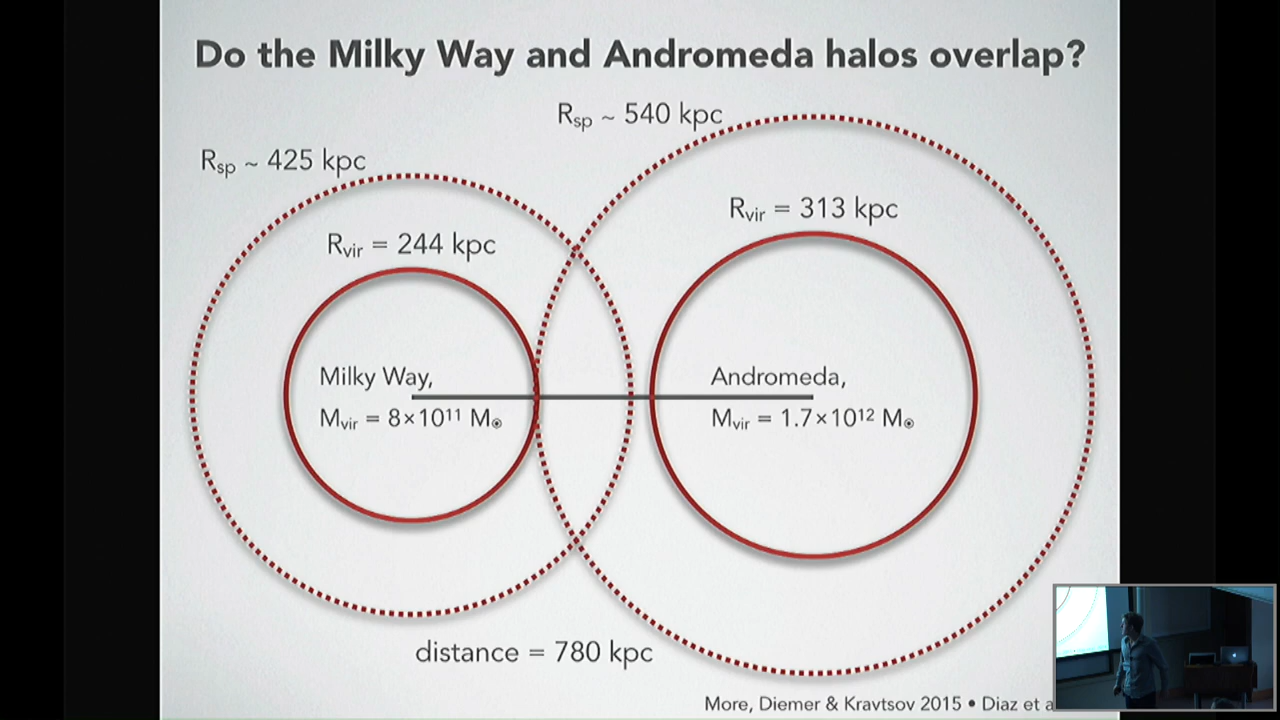 Do the Milky Way and Andromeda halos overlap?
Rsp ~ 540 kpc
Rsp ~ 425 kpc
Rvir = 313 kpc
Rvir = 244 kpc
Milky Way,
Mvir = 8×10¹¹ M☉
Andromeda,
Mvir = 1.7×10¹² M☉
distance = 780 kpc
More, Diemer & Kravtsov 2015 • Diaz et a